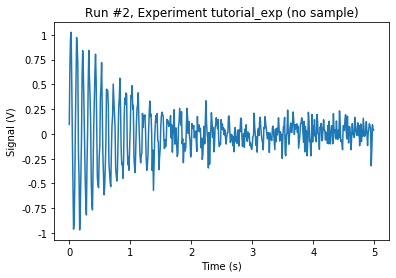 Run #2, Experiment tutorial_exp (no sample)
Signal (V)
1
0.75
0.5
0.25
0
-0.25
-0.5
-0.75
-1
0 1 2 3 4 5
Time (s)